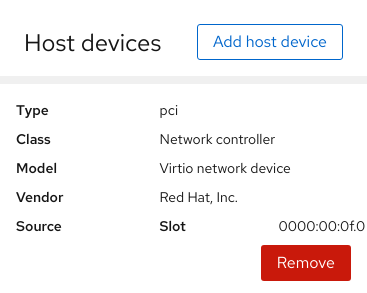 Host devices
Add host device
Type pci
Class Network controller
Model Virtio network device
Vendor Red Hat, Inc.
Source Slot 0000:00:0f.0
Remove